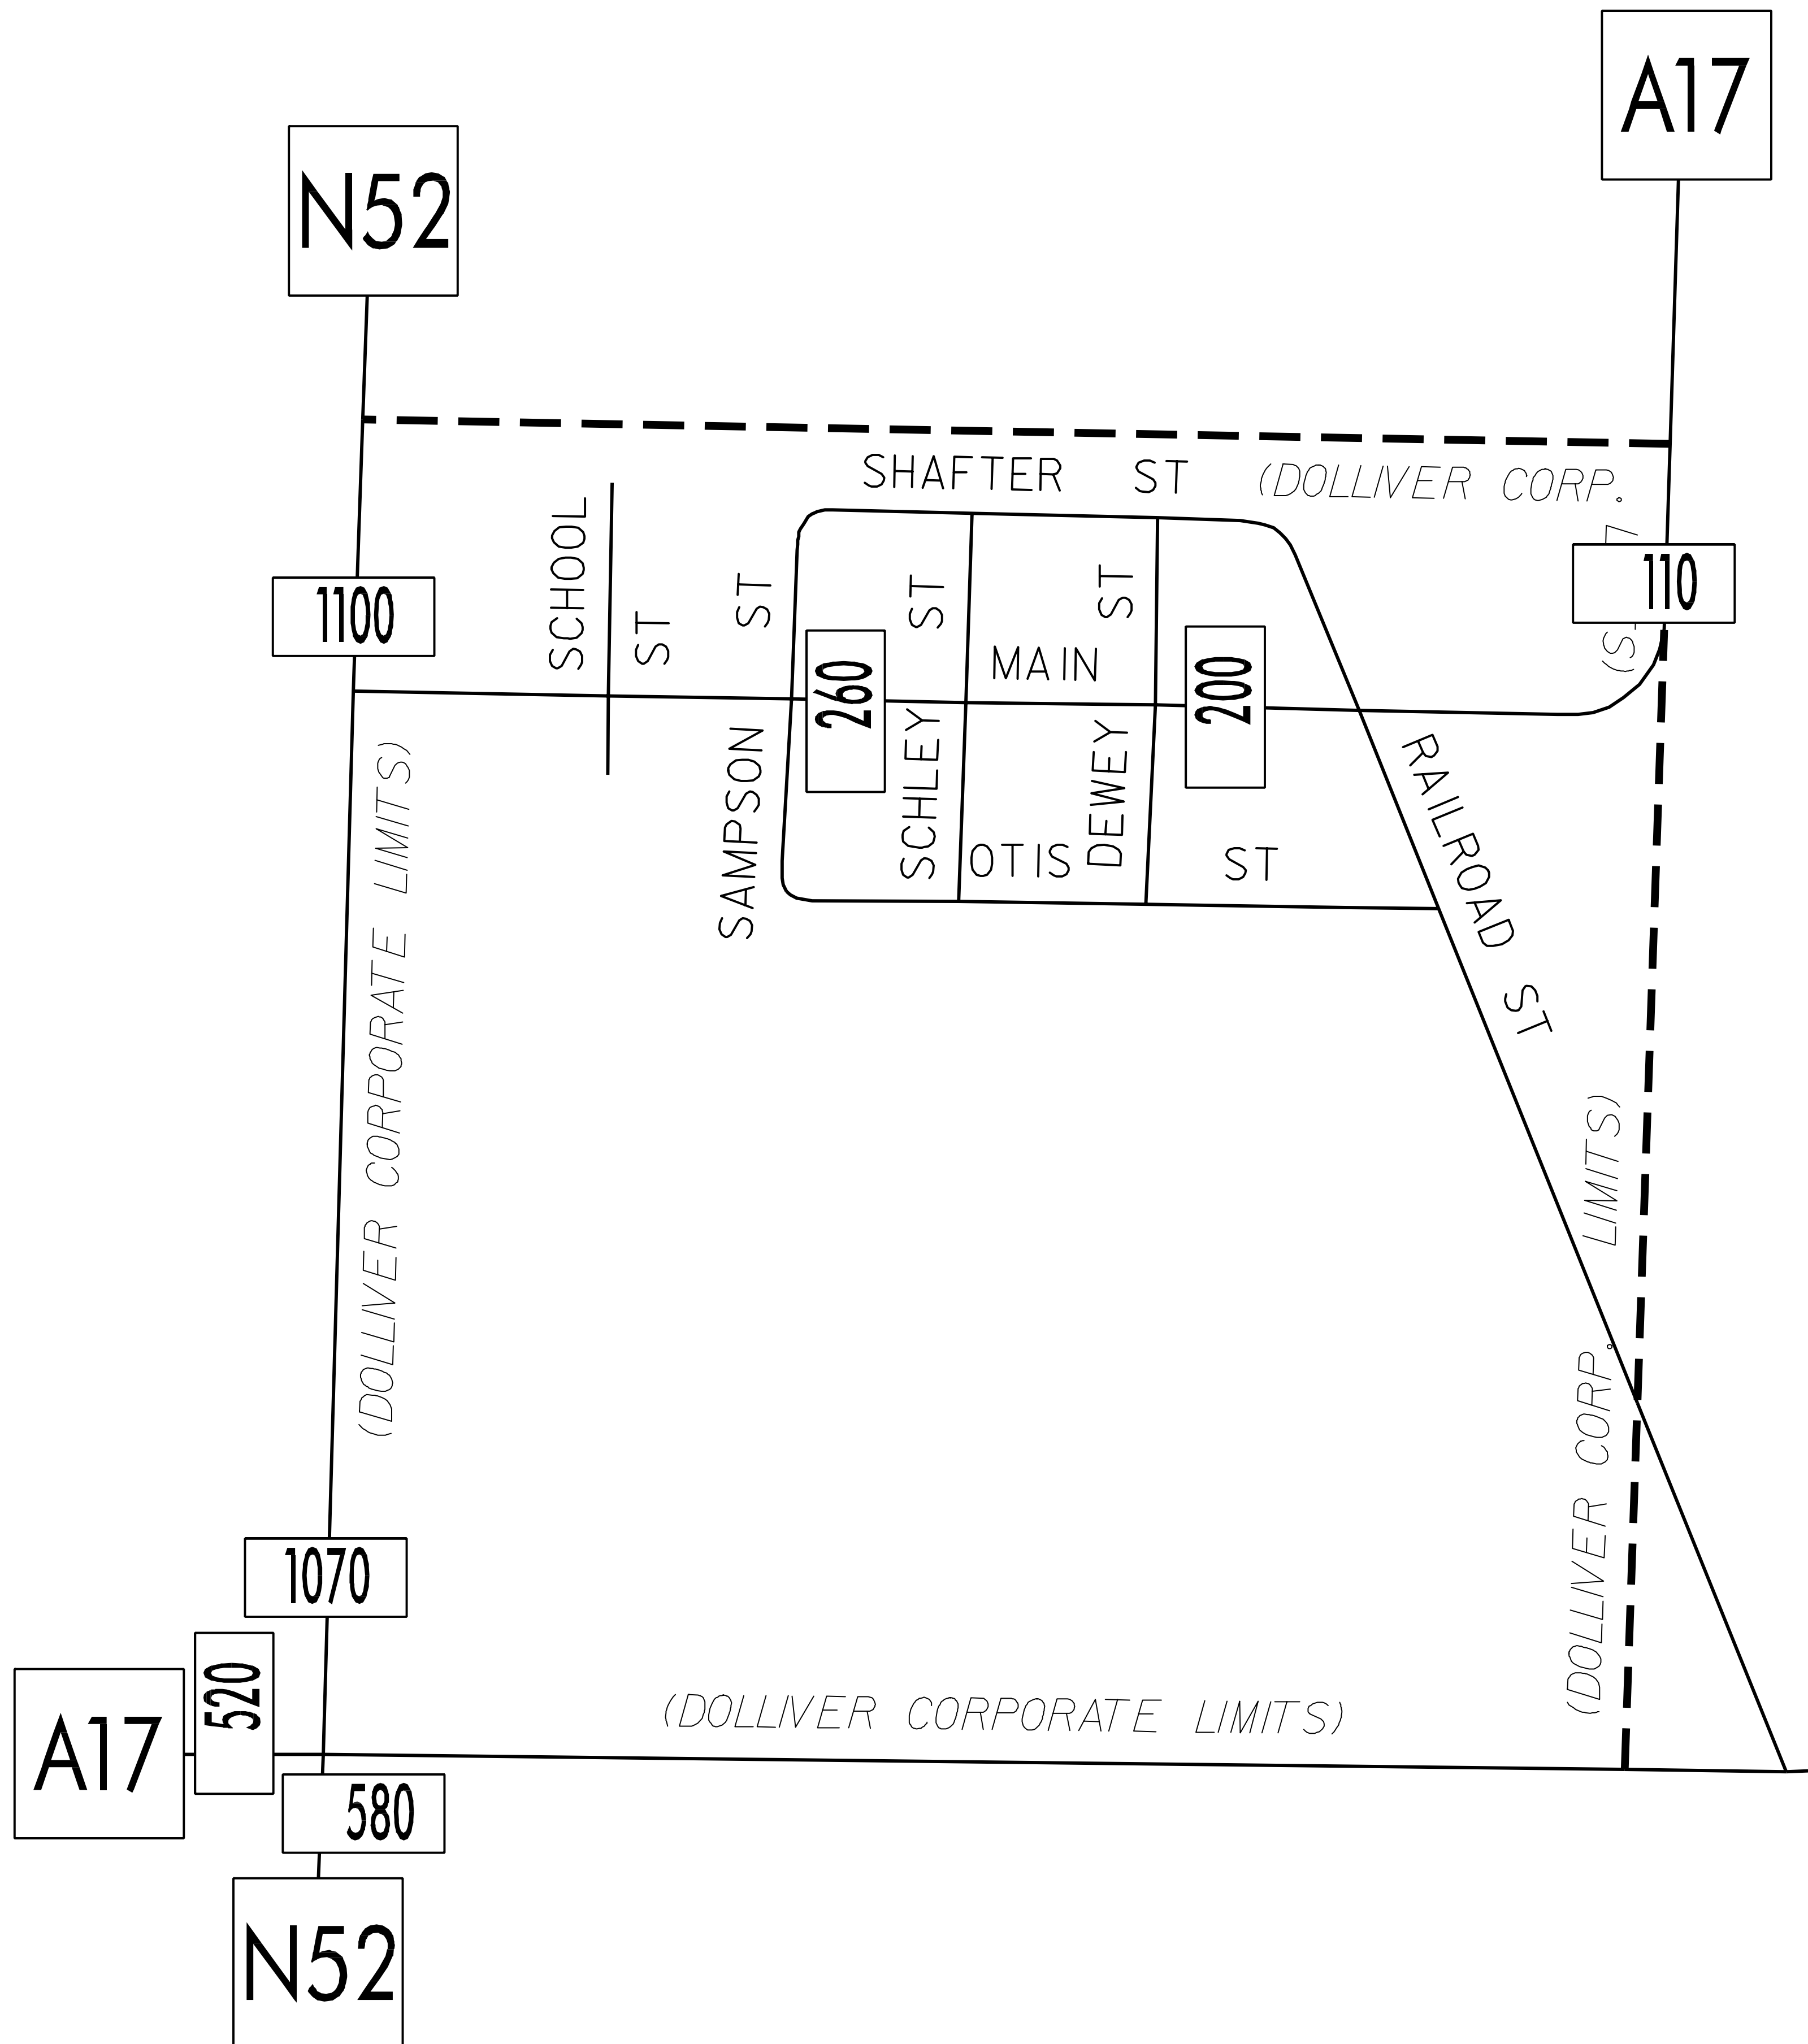 A17
N52
SHAFTER ST
(DOLLIVER CORP.
SCHOOL ST
110
1100
SAMPSON ST
SCHLEY ST
DEWEY ST
MAIN
260
200
RAILROAD ST
OTIS ST
(DOLLIVER CORPORATE LIMITS)
(DOLLIVER CORP. LIMITS)
1070
520
A17
(DOLLIVER CORPORATE LIMITS)
580
N52